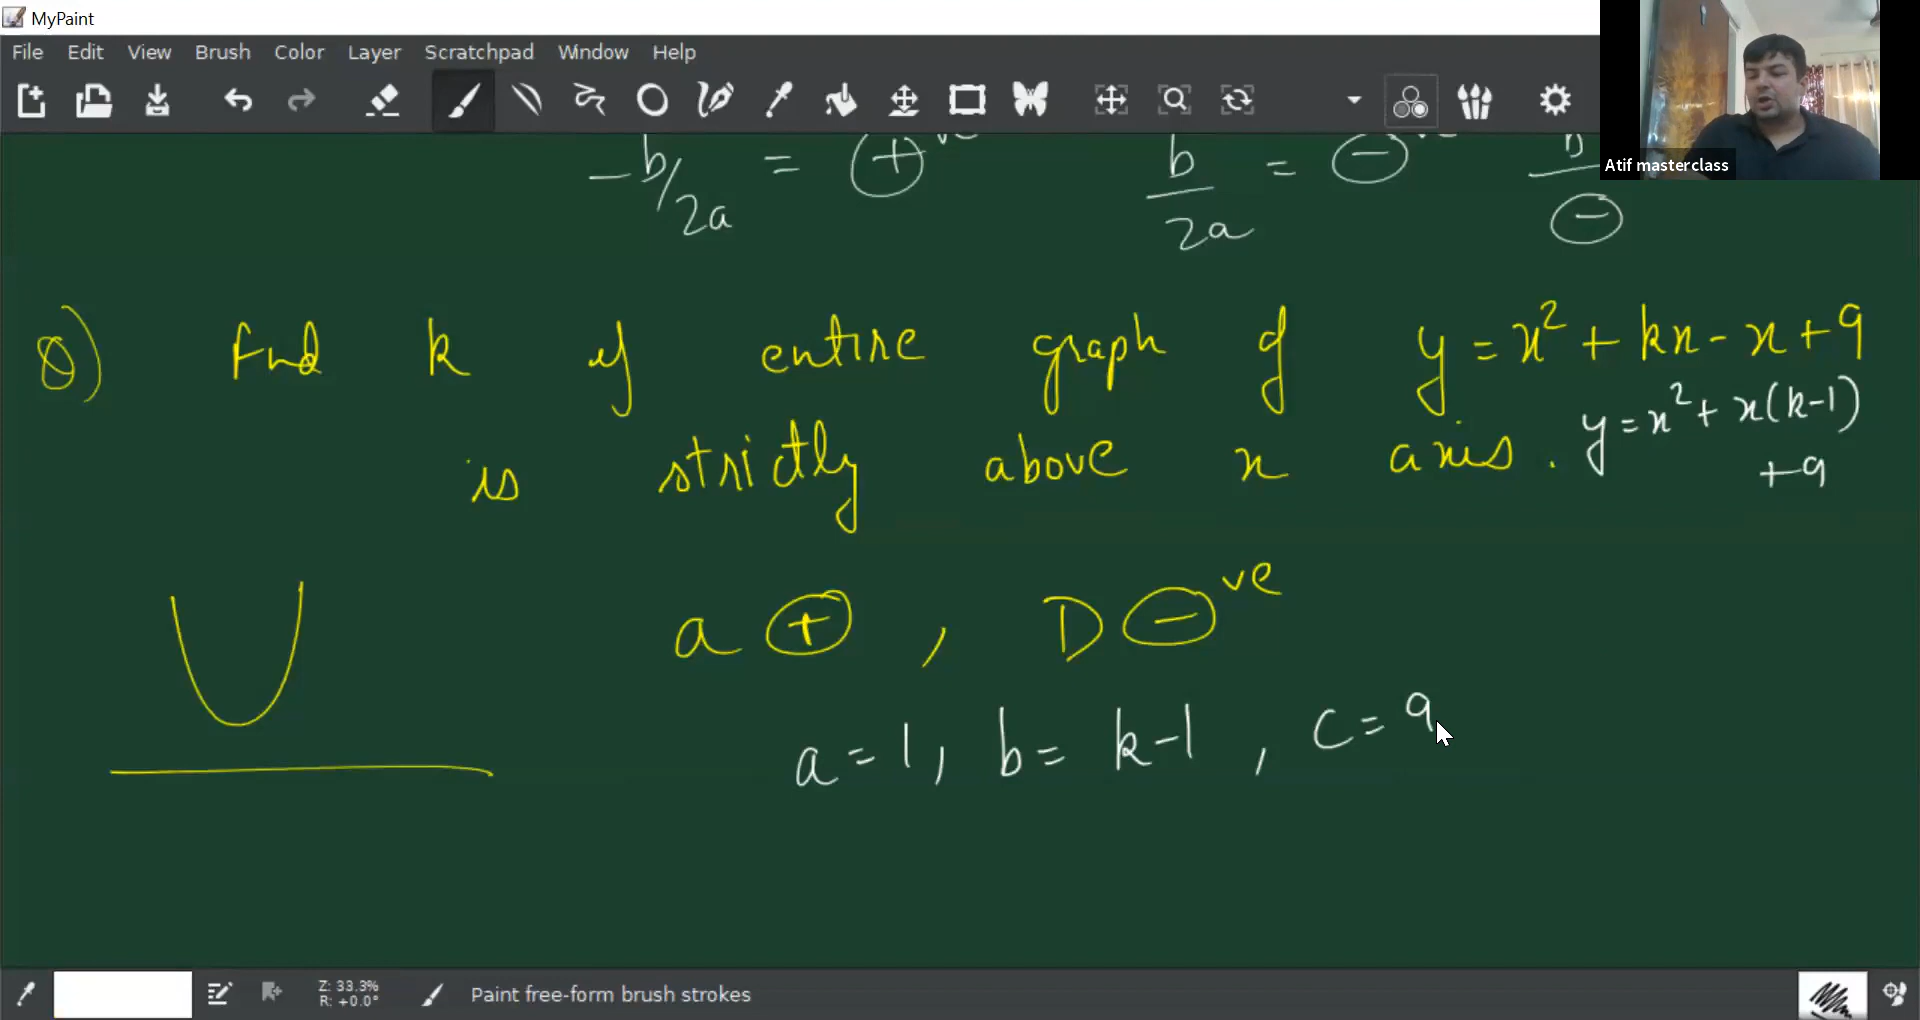 MyPaint
File Edit View Brush Color Layer Scratchpad Window Help
Atif masterclass
-b/2a = + ve
b/2a = -
-
Q) Find k if entire graph of y = x² + kx - x + 9
is strictly above x axis.
y = x² + x(k-1)
+9
a +, D - ve
a = 1, b = k-1, c = 9
Z: 33.3%
R: +0.0°
Paint free-form brush strokes